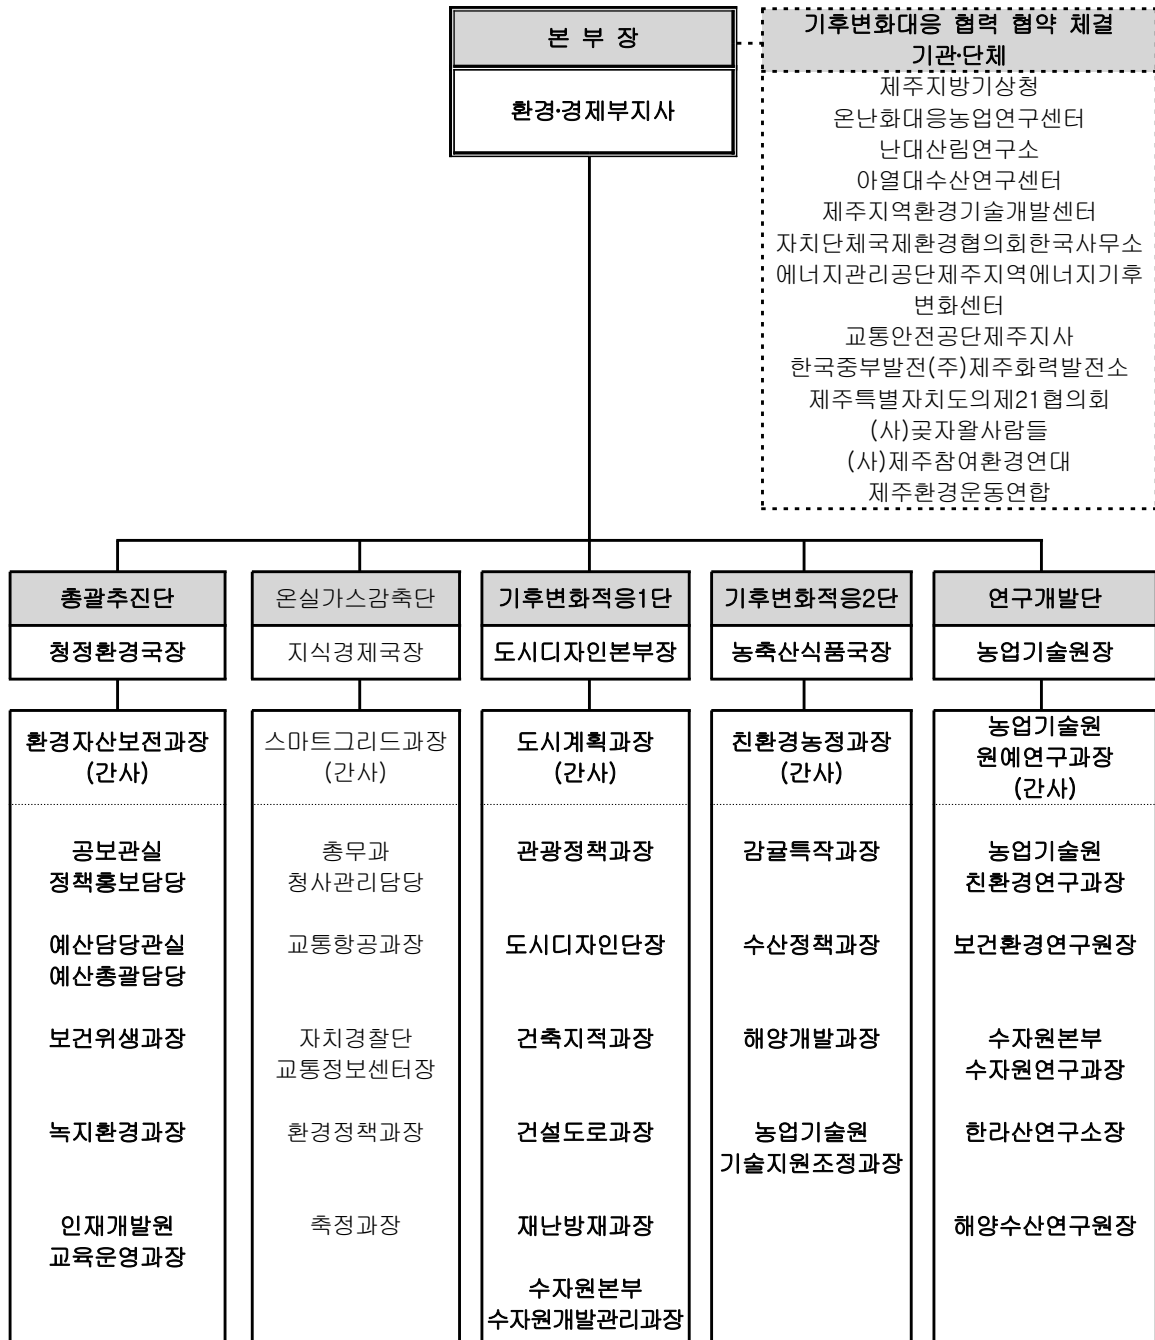 본 부 장
환경·경제부지사
기후변화대응 협력 협약 체결
기관·단체
제주지방기상청
온난화대응농업연구센터
난대산림연구소
아열대수산연구센터
제주지역환경기술개발센터
자치단체국제환경협의회한국사무소
에너지관리공단제주지역에너지기후
변화센터
교통안전공단제주지사
한국중부발전(주)제주화력발전소
제주특별자치도의제21협의회
(사)곶자왈사람들
(사)제주참여환경연대
제주환경운동연합
총괄추진단
청정환경국장
환경자산보전과장
(간사)
공보관실
정책홍보담당
예산담당관실
예산총괄담당
보건위생과장
녹지환경과장
인재개발원
교육운영과장
온실가스감축단
지식경제국장
스마트그리드과장
(간사)
총무과
청사관리담당
교통항공과장
자치경찰단
교통정보센터장
환경정책과장
축정과장
기후변화적응1단
도시디자인본부장
도시계획과장
(간사)
관광정책과장
도시디자인단장
건축지적과장
건설도로과장
재난방재과장
수자원본부
수자원개발관리과장
기후변화적응2단
농축산식품국장
친환경농정과장
(간사)
감귤특작과장
수산정책과장
해양개발과장
농업기술원
기술지원조정과장
연구개발단
농업기술원장
농업기술원
원예연구과장
(간사)
농업기술원
친환경연구과장
보건환경연구원장
수자원본부
수자원연구과장
한라산연구소장
해양수산연구원장